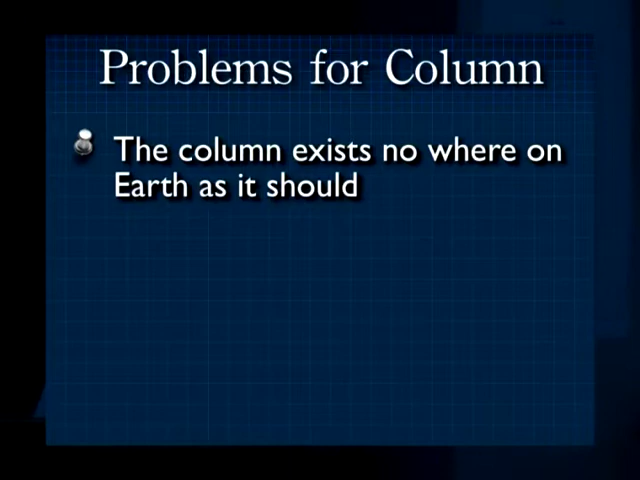 Problems for Column
The column exists no where on
Earth as it should